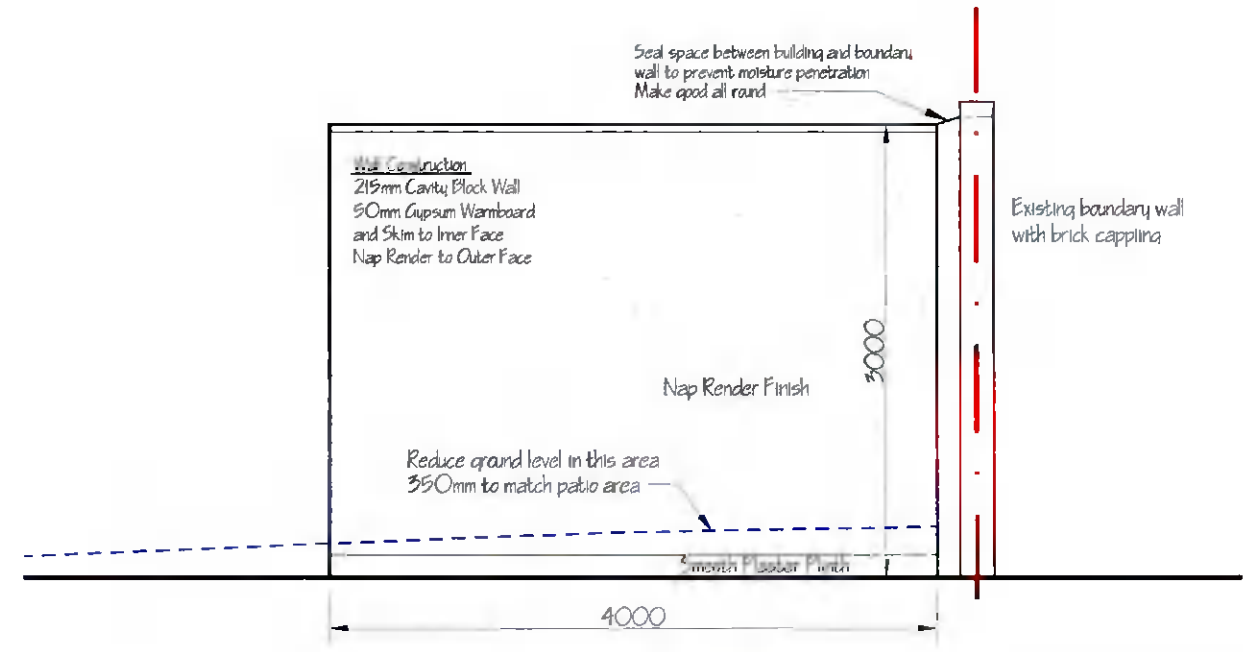 Seal space between building and boundary
wall to prevent moisture penetration
Make good all round
Wall Construction
215mm Cavity Block Wall
50mm Gypsum Warmboard
and Skim to Inner Face
Nap Render to Outer Face
Existing boundary wall
with brick cappling
3000
Nap Render Finish
Reduce ground level in this area
350mm to match patio area
Smooth Plaster Plynth
4000